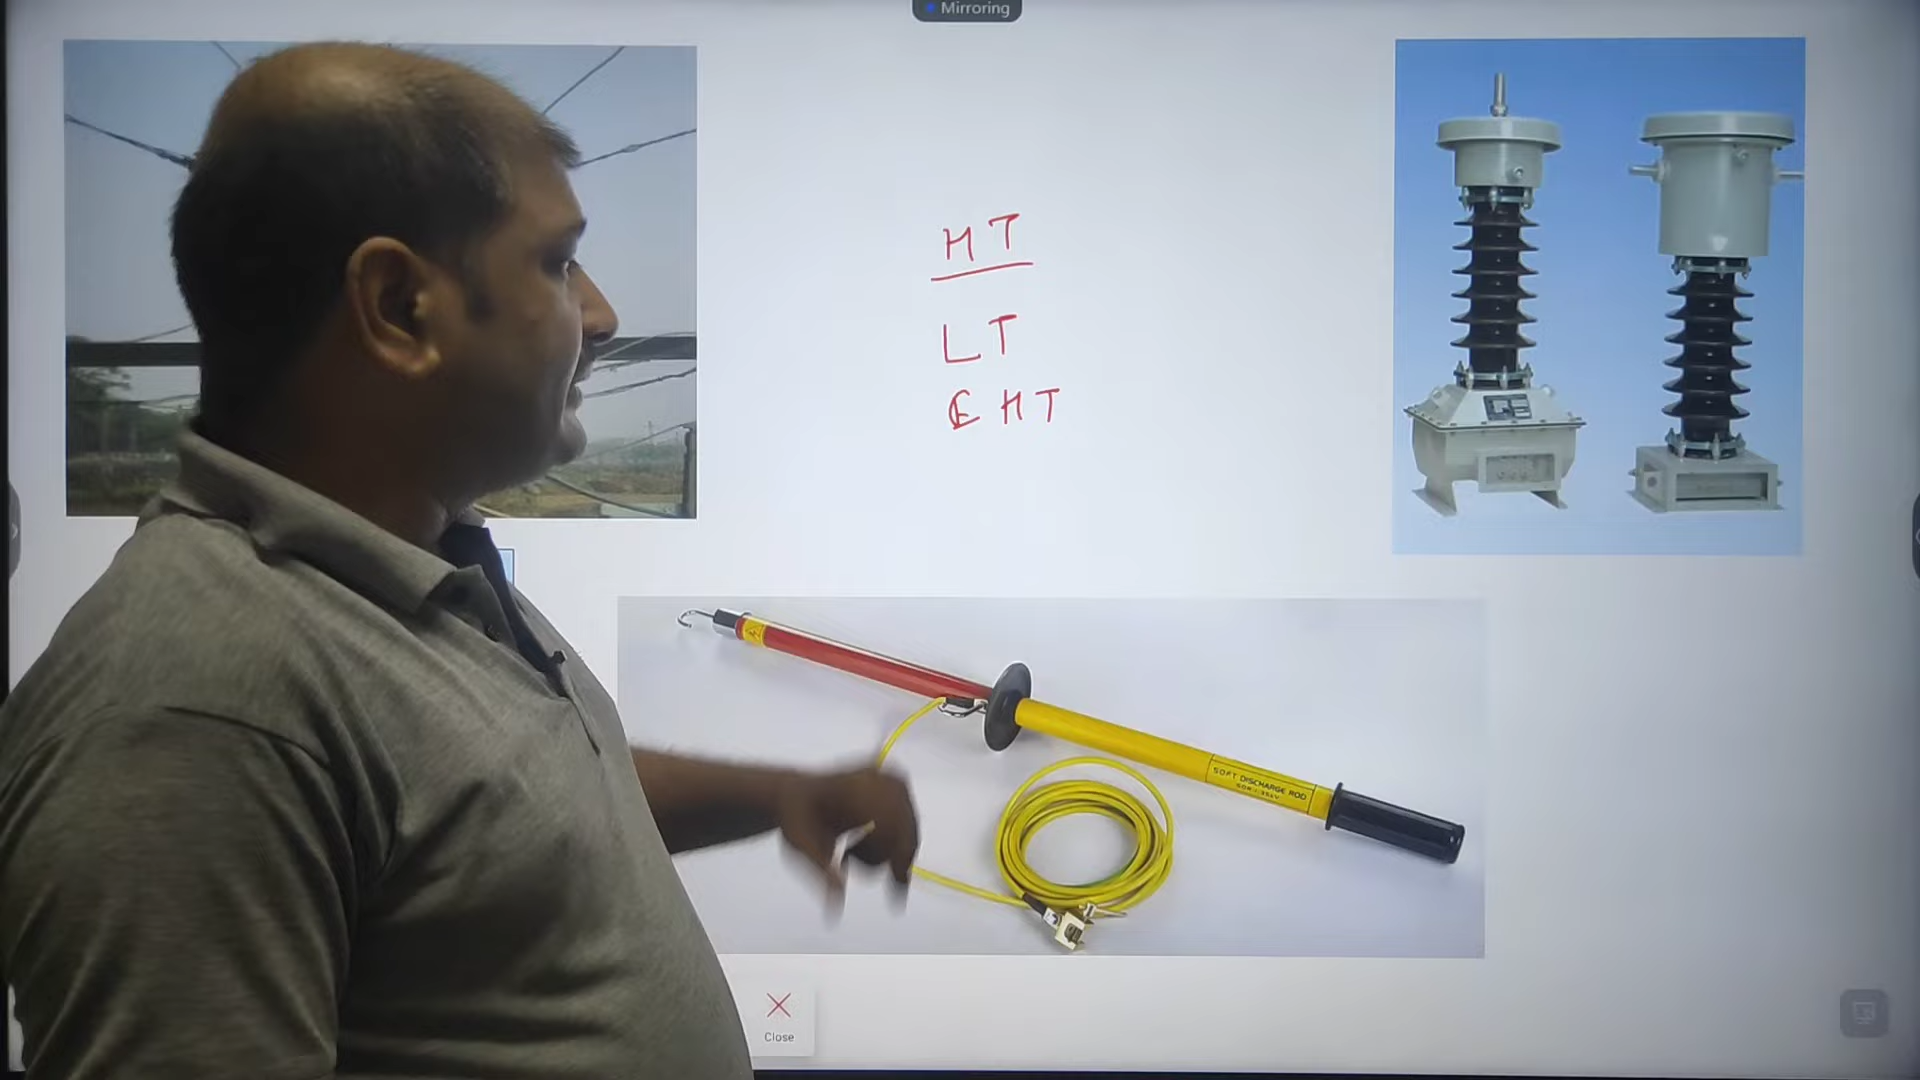 Mirroring
HT
LT
EHT
SOFT DISCHARGE ROD
Close